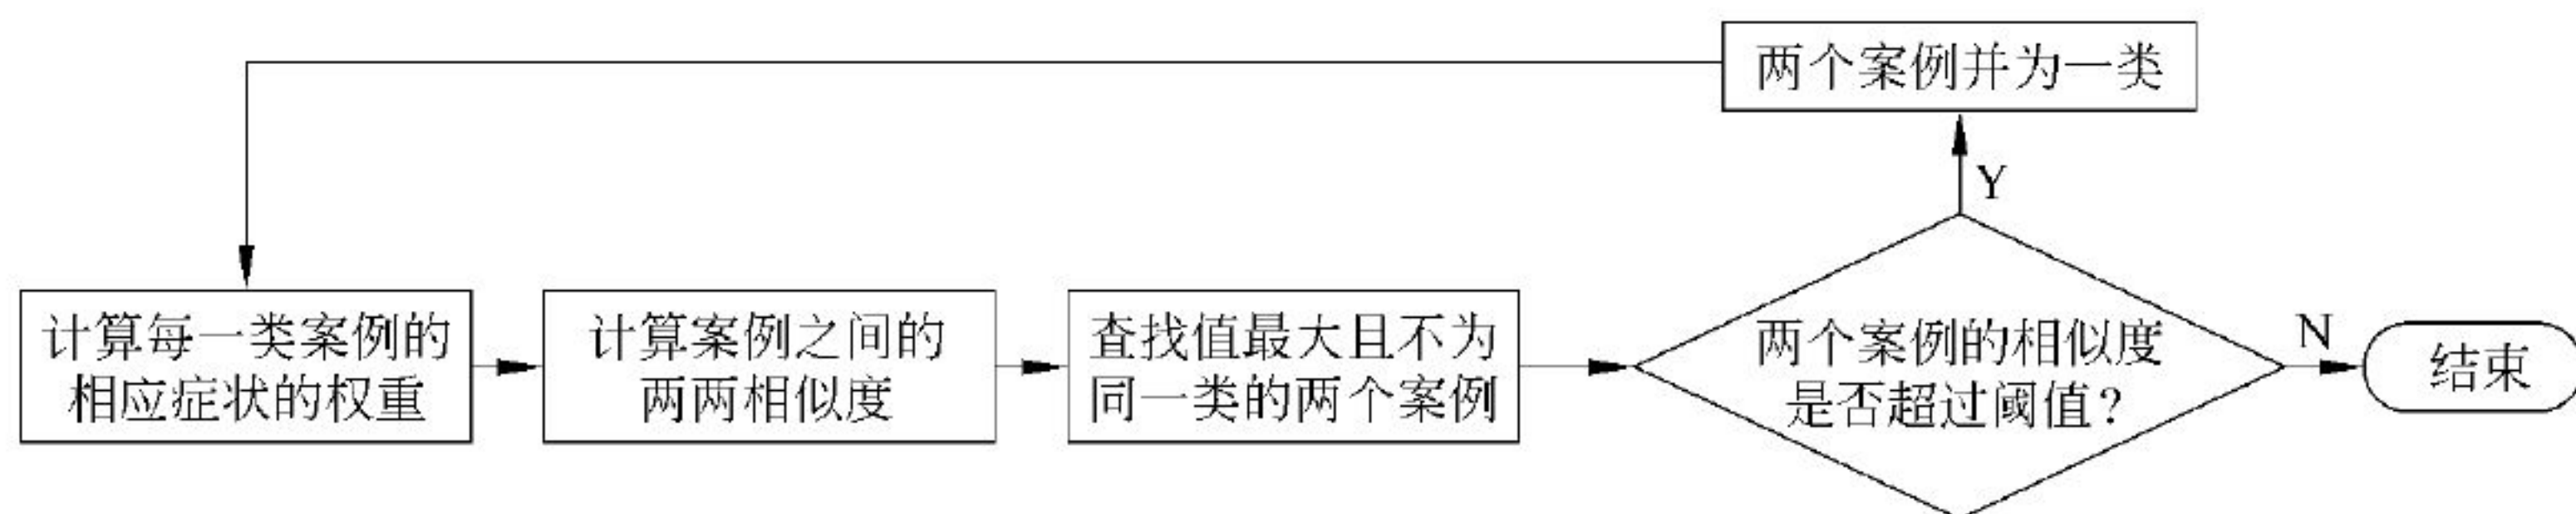 两个案例并为一类
Y
计算每一类案例的
相应症状的权重
计算案例之间的
两两相似度
查找值最大且不为
同一类的两个案例
两个案例的相似度
是否超过阈值?
N
结束